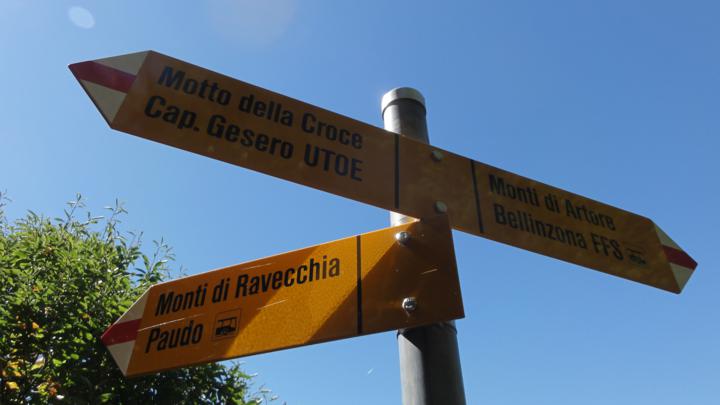 Motto della Croce
Cap. Gesero UTOE
Monti di Artore
Bellinzona FFS
Monti di Ravecchia
Paudo